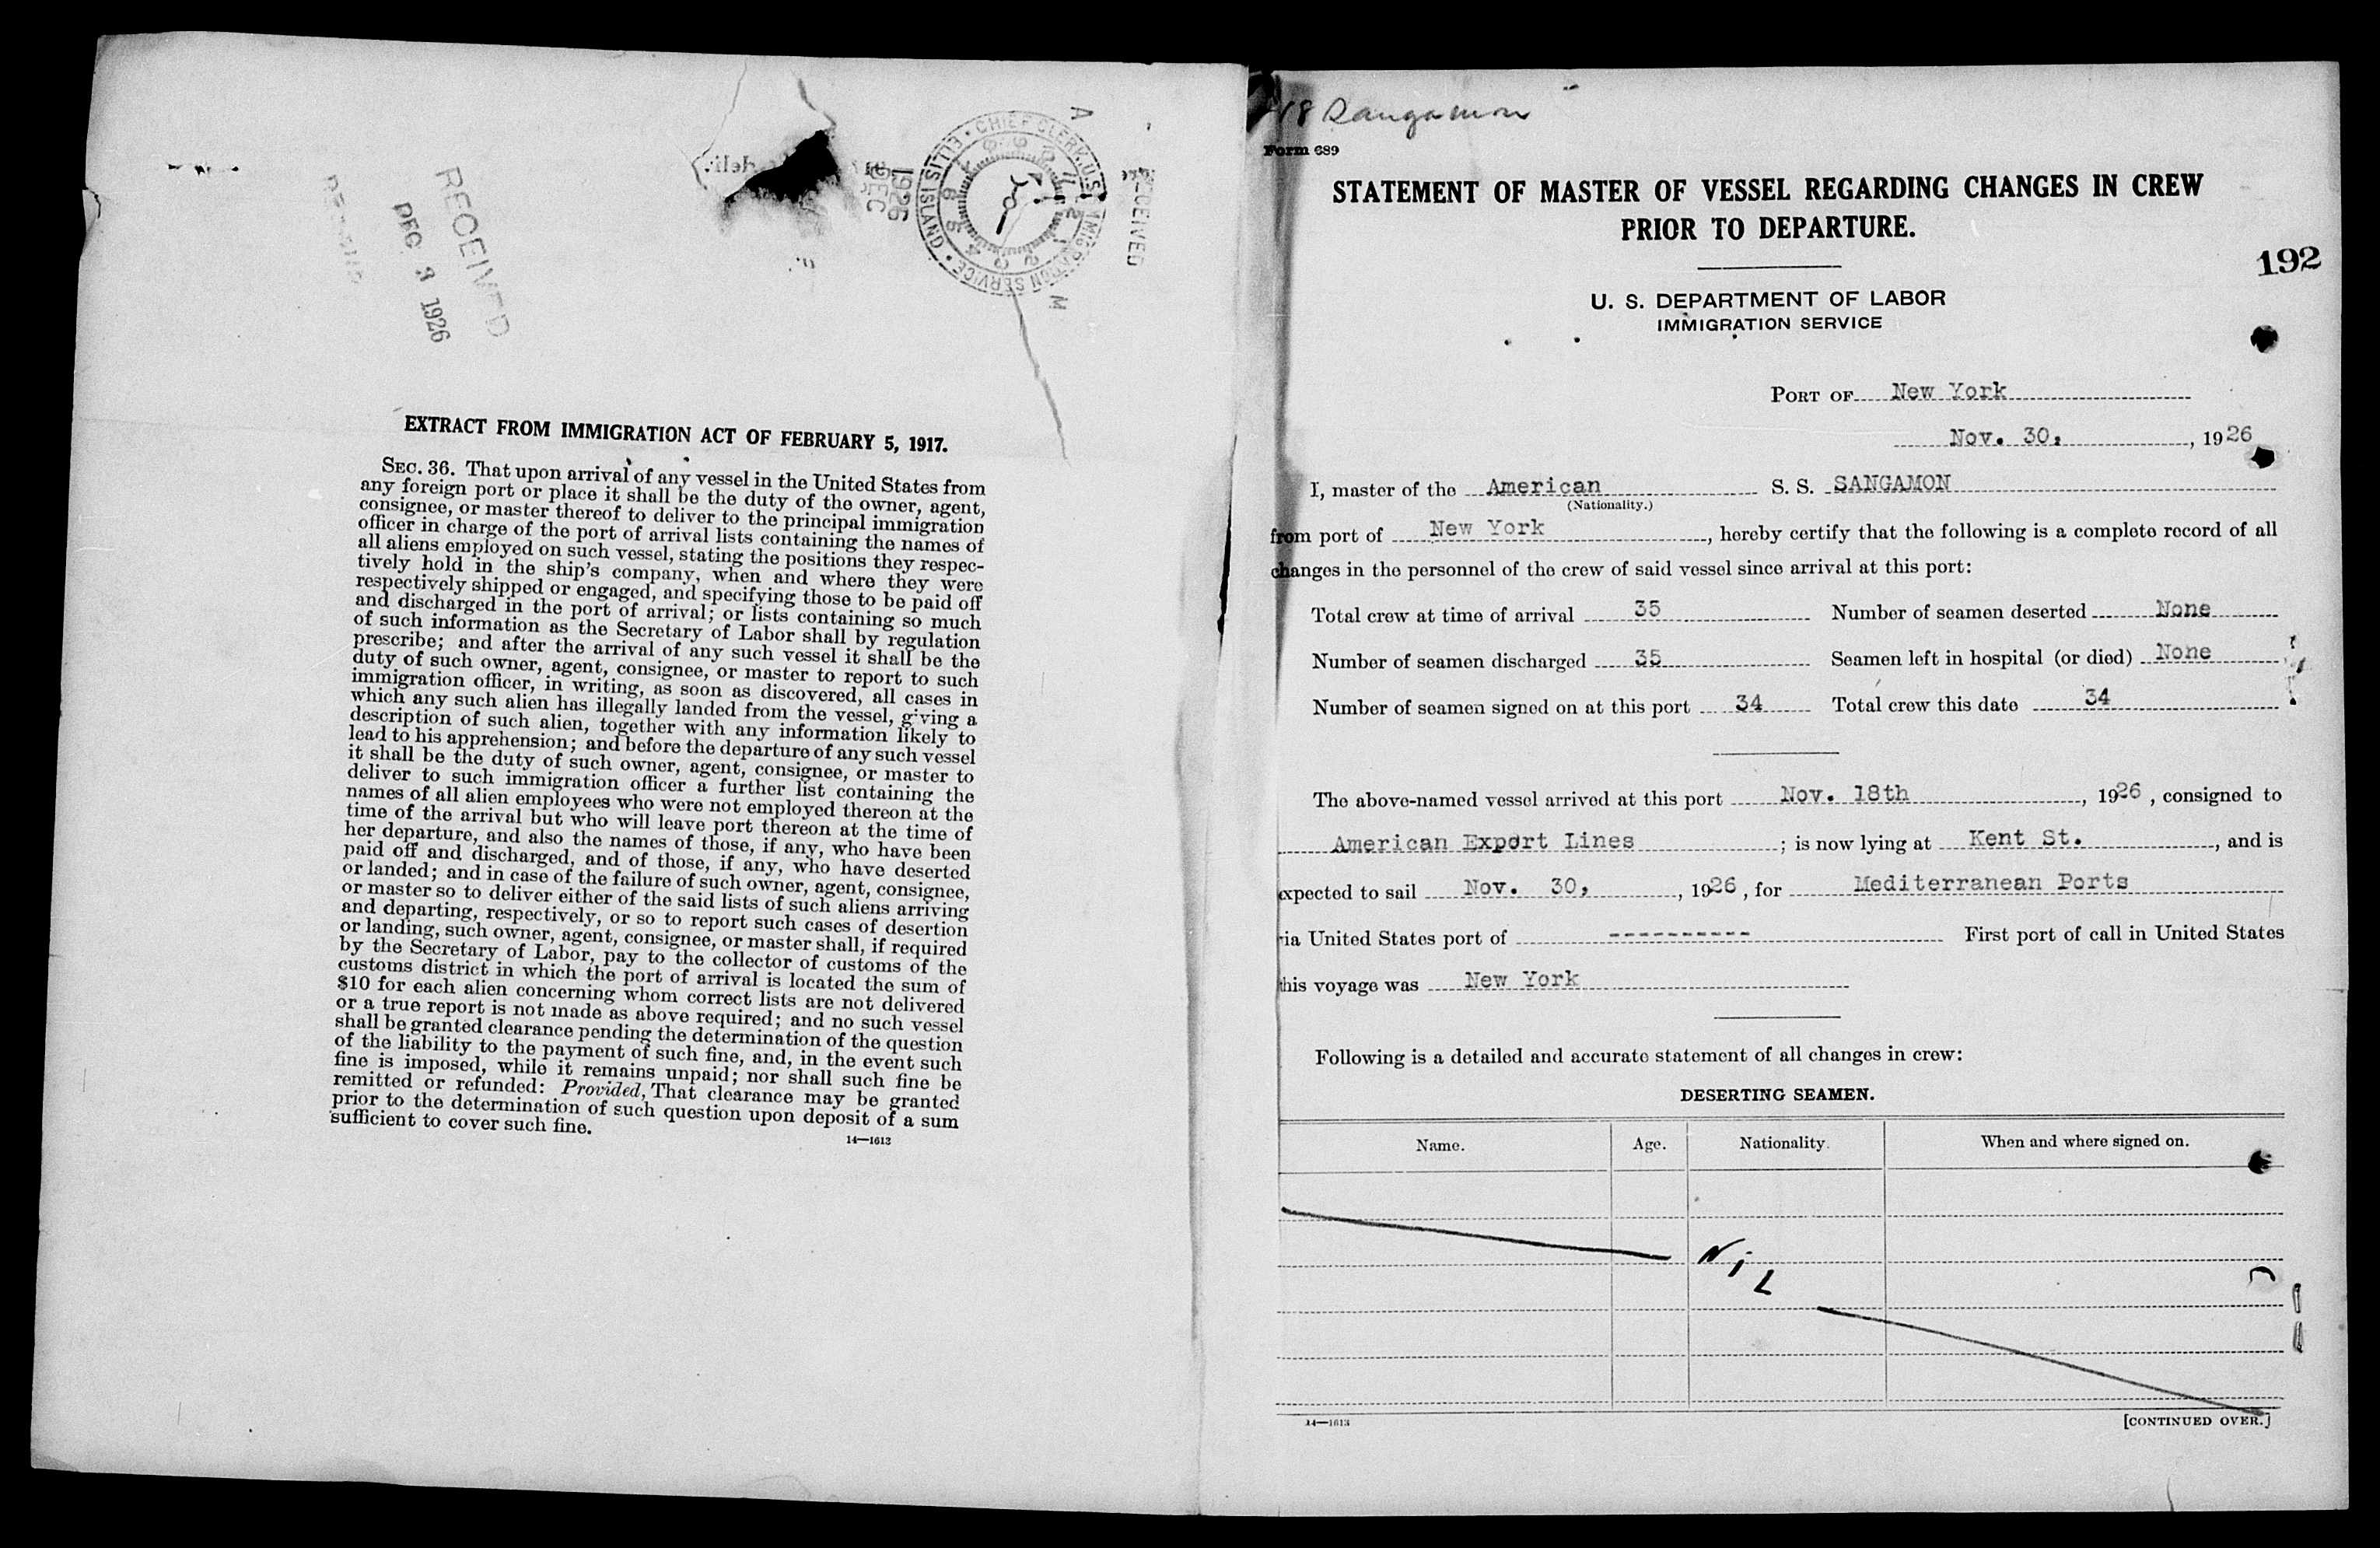 RECEIVED
DEC 3 1926
1926
DEC
CHIEF CLERK, U.S. IMMIGRATION SERVICE • ELLIS ISLAND •
A
M
RECEIVED
EXTRACT FROM IMMIGRATION ACT OF FEBRUARY 5, 1917.
SEC. 36. That upon arrival of any vessel in the United States from
any foreign port or place it shall be the duty of the owner, agent,
consignee, or master thereof to deliver to the principal immigration
officer in charge of the port of arrival lists containing the names of
all aliens employed on such vessel, stating the positions they respec-
tively hold in the ship's company, when and where they were
respectively shipped or engaged, and specifying those to be paid off
and discharged in the port of arrival; or lists containing so much
of such information as the Secretary of Labor shall by regulation
prescribe; and after the arrival of any such vessel it shall be the
duty of such owner, agent, consignee, or master to report to such
immigration officer, in writing, as soon as discovered, all cases in
which any such alien has illegally landed from the vessel, giving a
description of such alien, together with any information likely to
lead to his apprehension; and before the departure of any such vessel
it shall be the duty of such owner, agent, consignee, or master to
deliver to such immigration officer a further list containing the
names of all alien employees who were not employed thereon at the
time of the arrival but who will leave port thereon at the time of
her departure, and also the names of those, if any, who have been
paid off and discharged, and of those, if any, who have deserted
or landed; and in case of the failure of such owner, agent, consignee,
or master so to deliver either of the said lists of such aliens arriving
and departing, respectively, or so to report such cases of desertion
or landing, such owner, agent, consignee, or master shall, if required
by the Secretary of Labor, pay to the collector of customs of the
customs district in which the port of arrival is located the sum of
$10 for each alien concerning whom correct lists are not delivered
or a true report is not made as above required; and no such vessel
shall be granted clearance pending the determination of the question
of the liability to the payment of such fine, and, in the event such
fine is imposed, while it remains unpaid; nor shall such fine be
remitted or refunded: Provided, That clearance may be granted
prior to the determination of such question upon deposit of a sum
sufficient to cover such fine.
14—1613
18 Sangamon
Form 689
STATEMENT OF MASTER OF VESSEL REGARDING CHANGES IN CREW
PRIOR TO DEPARTURE.
192
U. S. DEPARTMENT OF LABOR
IMMIGRATION SERVICE
PORT OF New York
Nov. 30, , 1926
I, master of the American S. S. SANGAMON
(Nationality.)
from port of New York , hereby certify that the following is a complete record of all
changes in the personnel of the crew of said vessel since arrival at this port:
Total crew at time of arrival 35 Number of seamen deserted None
Number of seamen discharged 35 Seamen left in hospital (or died) None
Number of seamen signed on at this port 34 Total crew this date 34
The above-named vessel arrived at this port Nov. 18th , 1926 , consigned to
American Export Lines ; is now lying at Kent St. , and is
expected to sail Nov. 30, , 1926 , for Mediterranean Ports
ia United States port of ---------- First port of call in United States
this voyage was New York
Following is a detailed and accurate statement of all changes in crew:
DESERTING SEAMEN.
Name. Age. Nationality. When and where signed on.
NiL
14—1613 [CONTINUED OVER.]